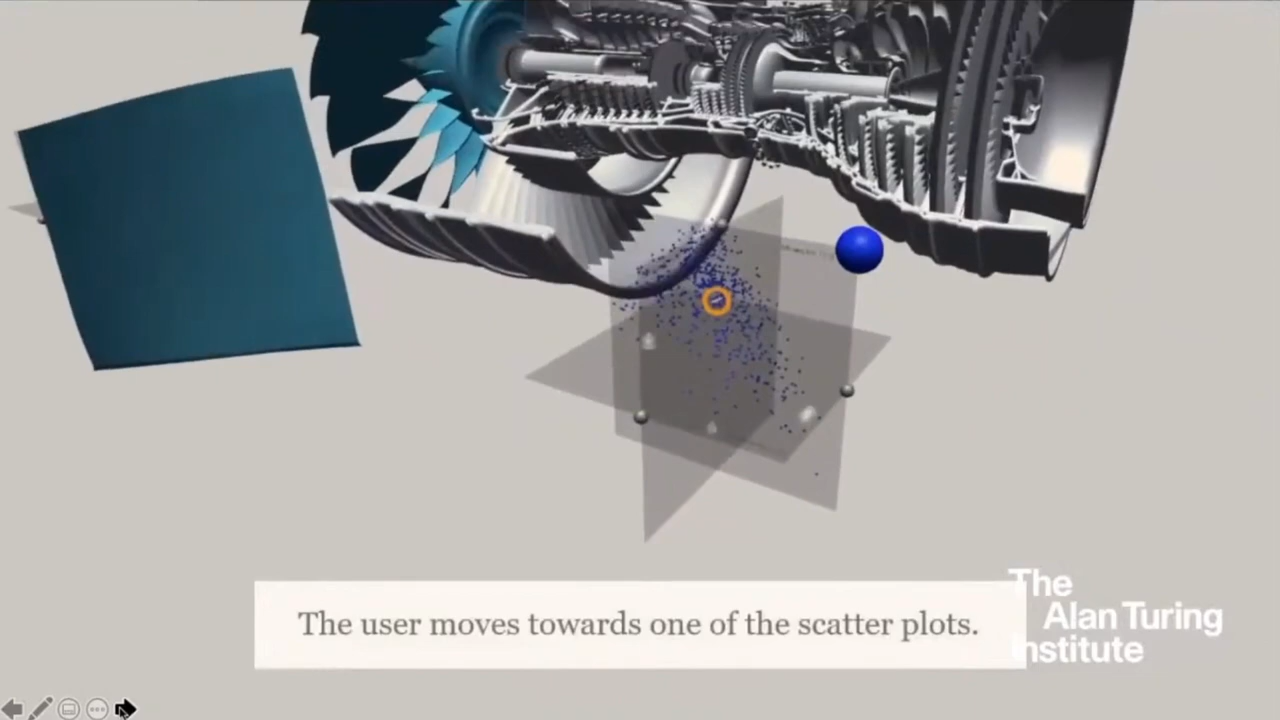 The user moves towards one of the scatter plots.
The
Alan Turing
Institute